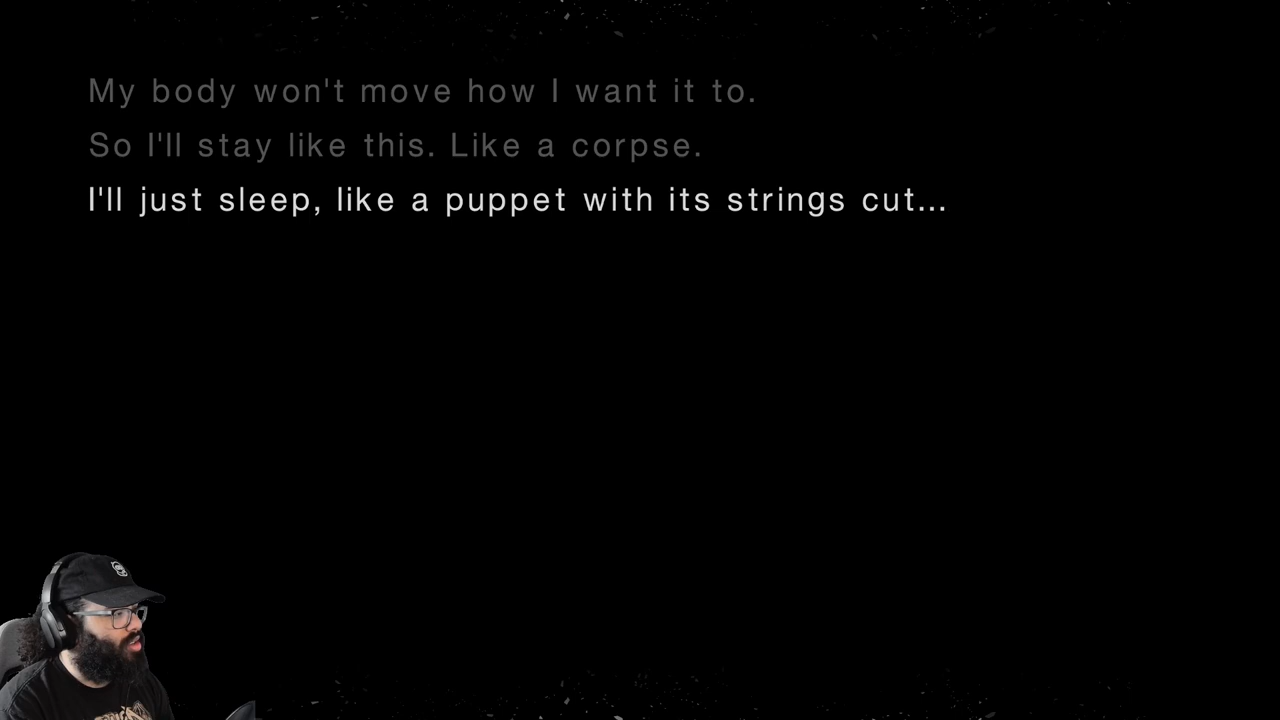 My body won't move how I want it to.
So I'll stay like this. Like a corpse.
I'll just sleep, like a puppet with its strings cut...